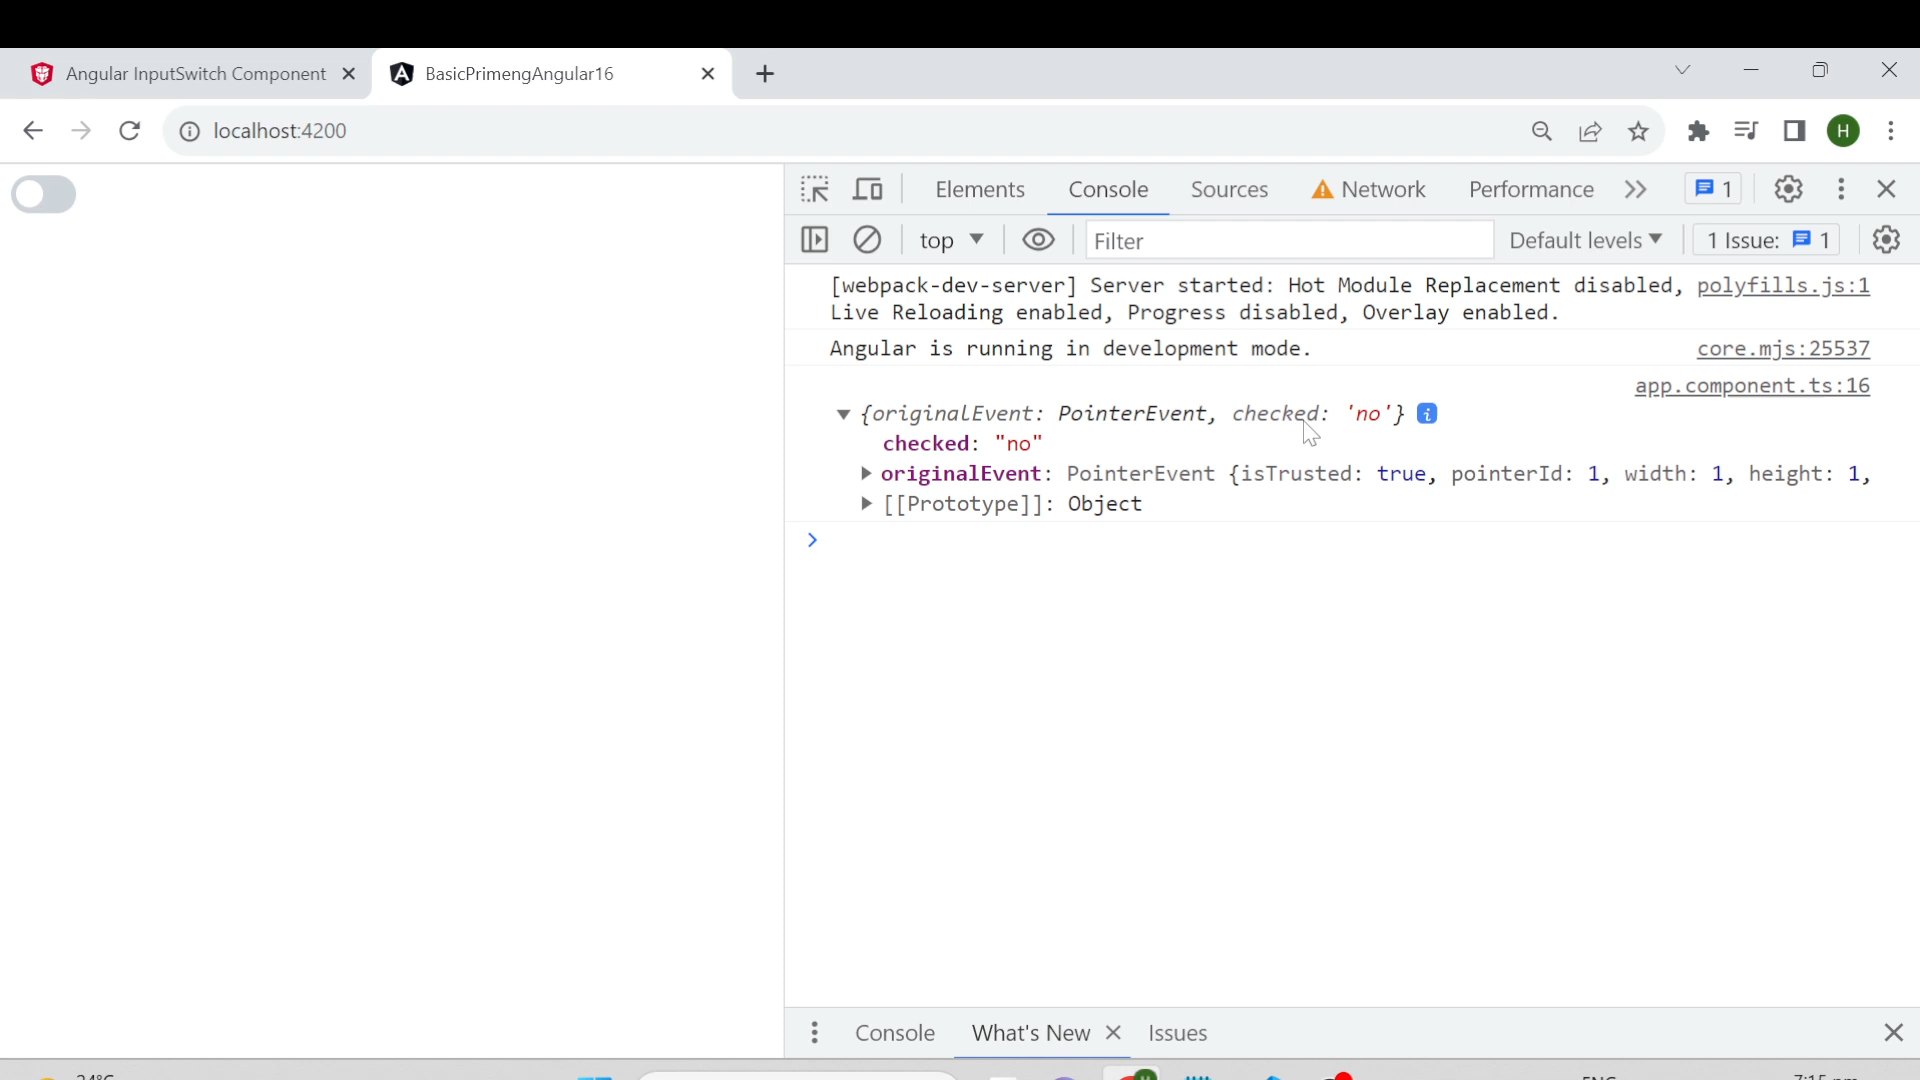 Angular InputSwitch Component
BasicPrimengAngular16
localhost:4200
H
Elements Console Sources Network Performance 1
top Filter Default levels 1 Issue: 1
[webpack-dev-server] Server started: Hot Module Replacement disabled, polyfills.js:1
Live Reloading enabled, Progress disabled, Overlay enabled.
Angular is running in development mode. core.mjs:25537
app.component.ts:16
{originalEvent: PointerEvent, checked: 'no'} i
checked: "no"
originalEvent: PointerEvent {isTrusted: true, pointerId: 1, width: 1, height: 1,
[[Prototype]]: Object
Console What's New Issues